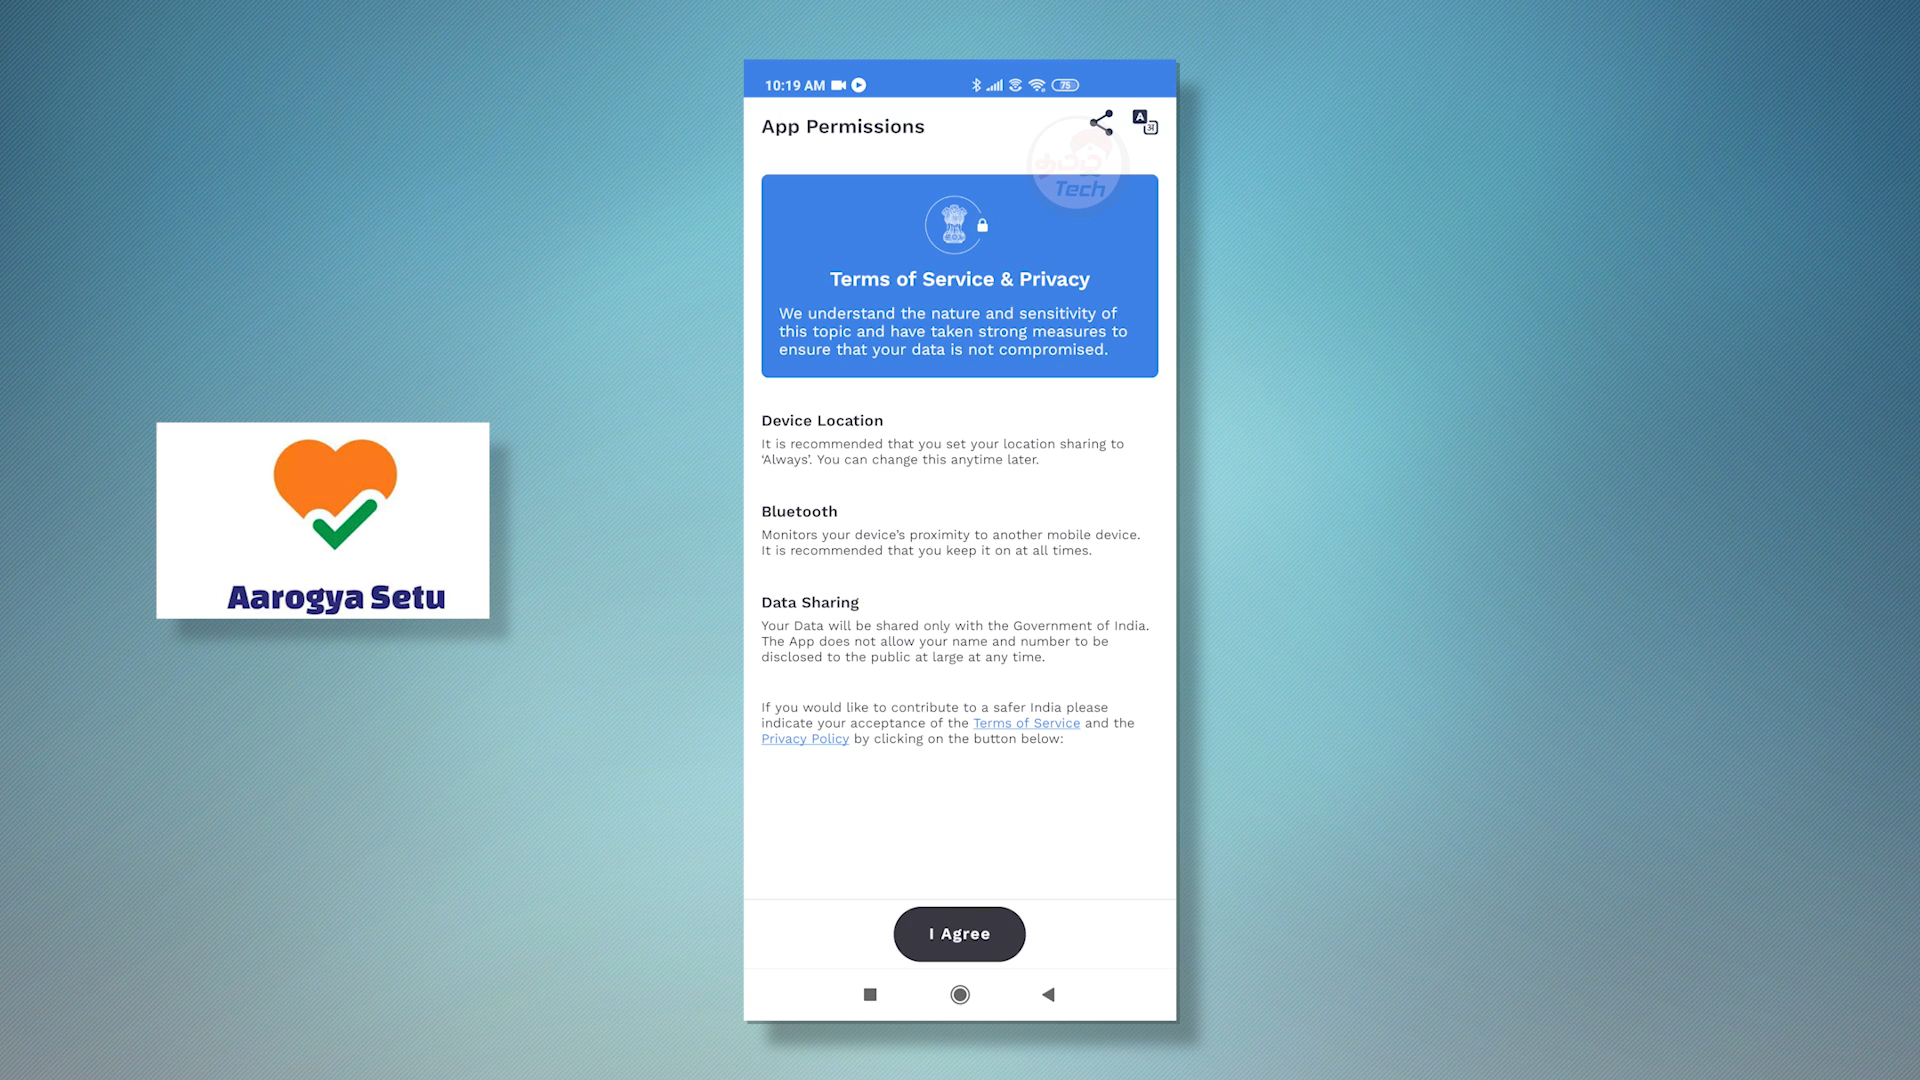 10:19 AM
75
App Permissions
A
अ
தமிழ்
Tech
Terms of Service & Privacy
We understand the nature and sensitivity of
this topic and have taken strong measures to
ensure that your data is not compromised.
Device Location
It is recommended that you set your location sharing to
‘Always’. You can change this anytime later.
Bluetooth
Monitors your device’s proximity to another mobile device.
It is recommended that you keep it on at all times.
Data Sharing
Your Data will be shared only with the Government of India.
The App does not allow your name and number to be
disclosed to the public at large at any time.
If you would like to contribute to a safer India please
indicate your acceptance of the Terms of Service and the
Privacy Policy by clicking on the button below:
I Agree
Aarogya Setu